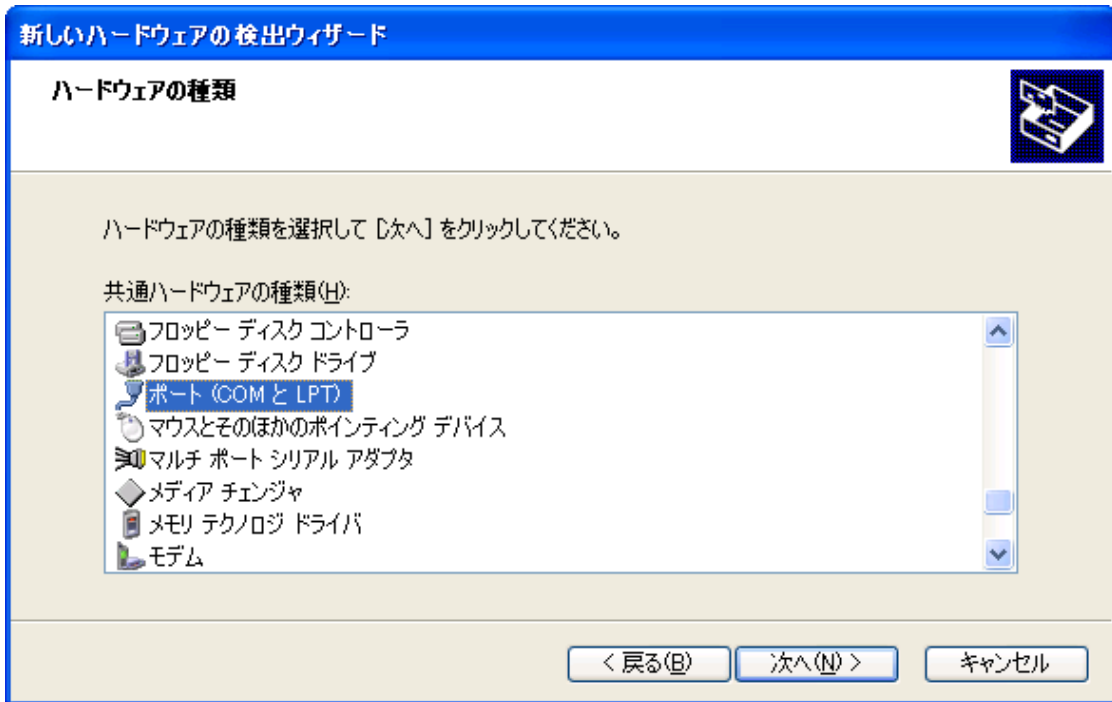 新しいハードウェアの検出ウィザード
ハードウェアの種類
ハードウェアの種類を選択して [次へ] をクリックしてください。
共通ハードウェアの種類(H):
フロッピー ディスク コントローラ
フロッピー ディスク ドライブ
ポート (COM と LPT)
マウスとそのほかのポインティング デバイス
マルチ ポート シリアル アダプタ
メディア チェンジャ
メモリ テクノロジ ドライバ
モデム
< 戻る(B) 次へ(N) > キャンセル